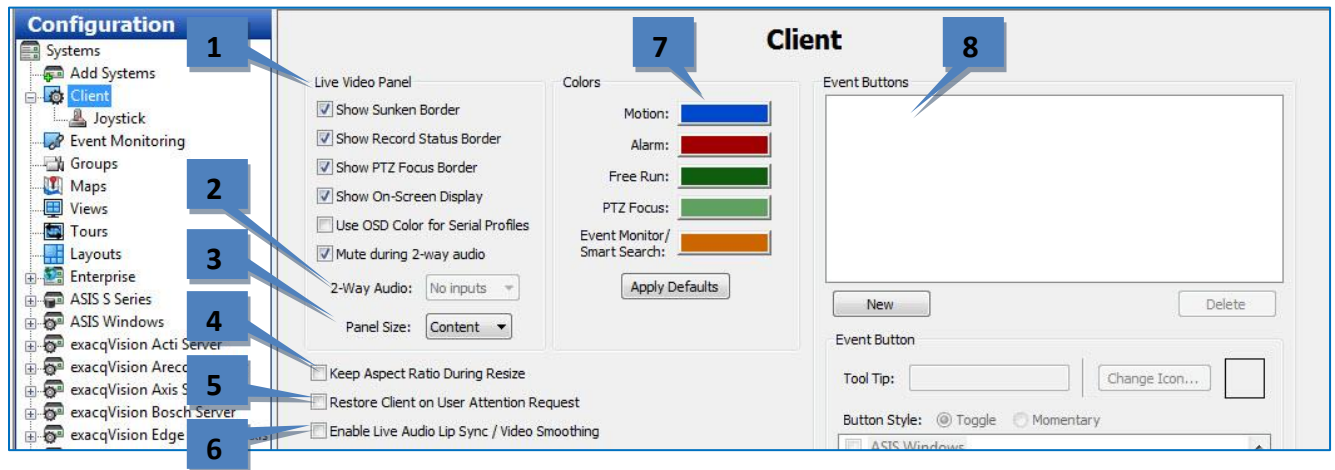 Configuration
Systems
Add Systems
Client
Joystick
Event Monitoring
Groups
Maps
Views
Tours
Layouts
Enterprise
ASIS S Series
ASIS Windows
exacqVision Acti Server
exacqVision Areco
exacqVision Axis S
exacqVision Bosch Server
exacqVision Edge
1
2
3
4
5
6
7
8
Client
Live Video Panel
Show Sunken Border
Show Record Status Border
Show PTZ Focus Border
Show On-Screen Display
Use OSD Color for Serial Profiles
Mute during 2-way audio
2-Way Audio: No inputs
Panel Size: Content
Keep Aspect Ratio During Resize
Restore Client on User Attention Request
Enable Live Audio Lip Sync / Video Smoothing
Colors
Motion:
Alarm:
Free Run:
PTZ Focus:
Event Monitor/
Smart Search:
Apply Defaults
Event Buttons
New Delete
Event Button
Tool Tip: Change Icon...
Button Style: Toggle Momentary
ASIS Windows